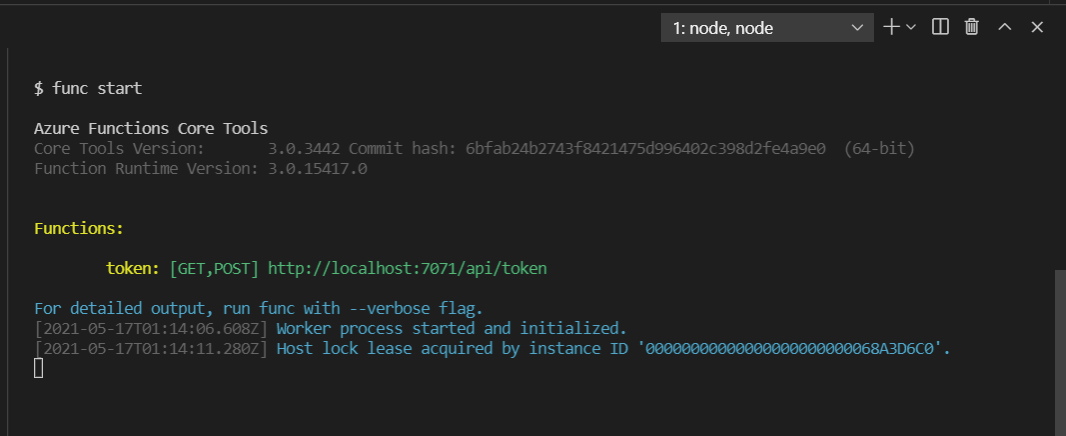 1: node, node
$ func start
Azure Functions Core Tools
Core Tools Version:       3.0.3442 Commit hash: 6bfab24b2743f8421475d996402c398d2fe4a9e0  (64-bit)
Function Runtime Version: 3.0.15417.0
Functions:
token: [GET,POST] http://localhost:7071/api/token
For detailed output, run func with --verbose flag.
[2021-05-17T01:14:06.608Z] Worker process started and initialized.
[2021-05-17T01:14:11.280Z] Host lock lease acquired by instance ID '00000000000000000000000068A3D6C0'.